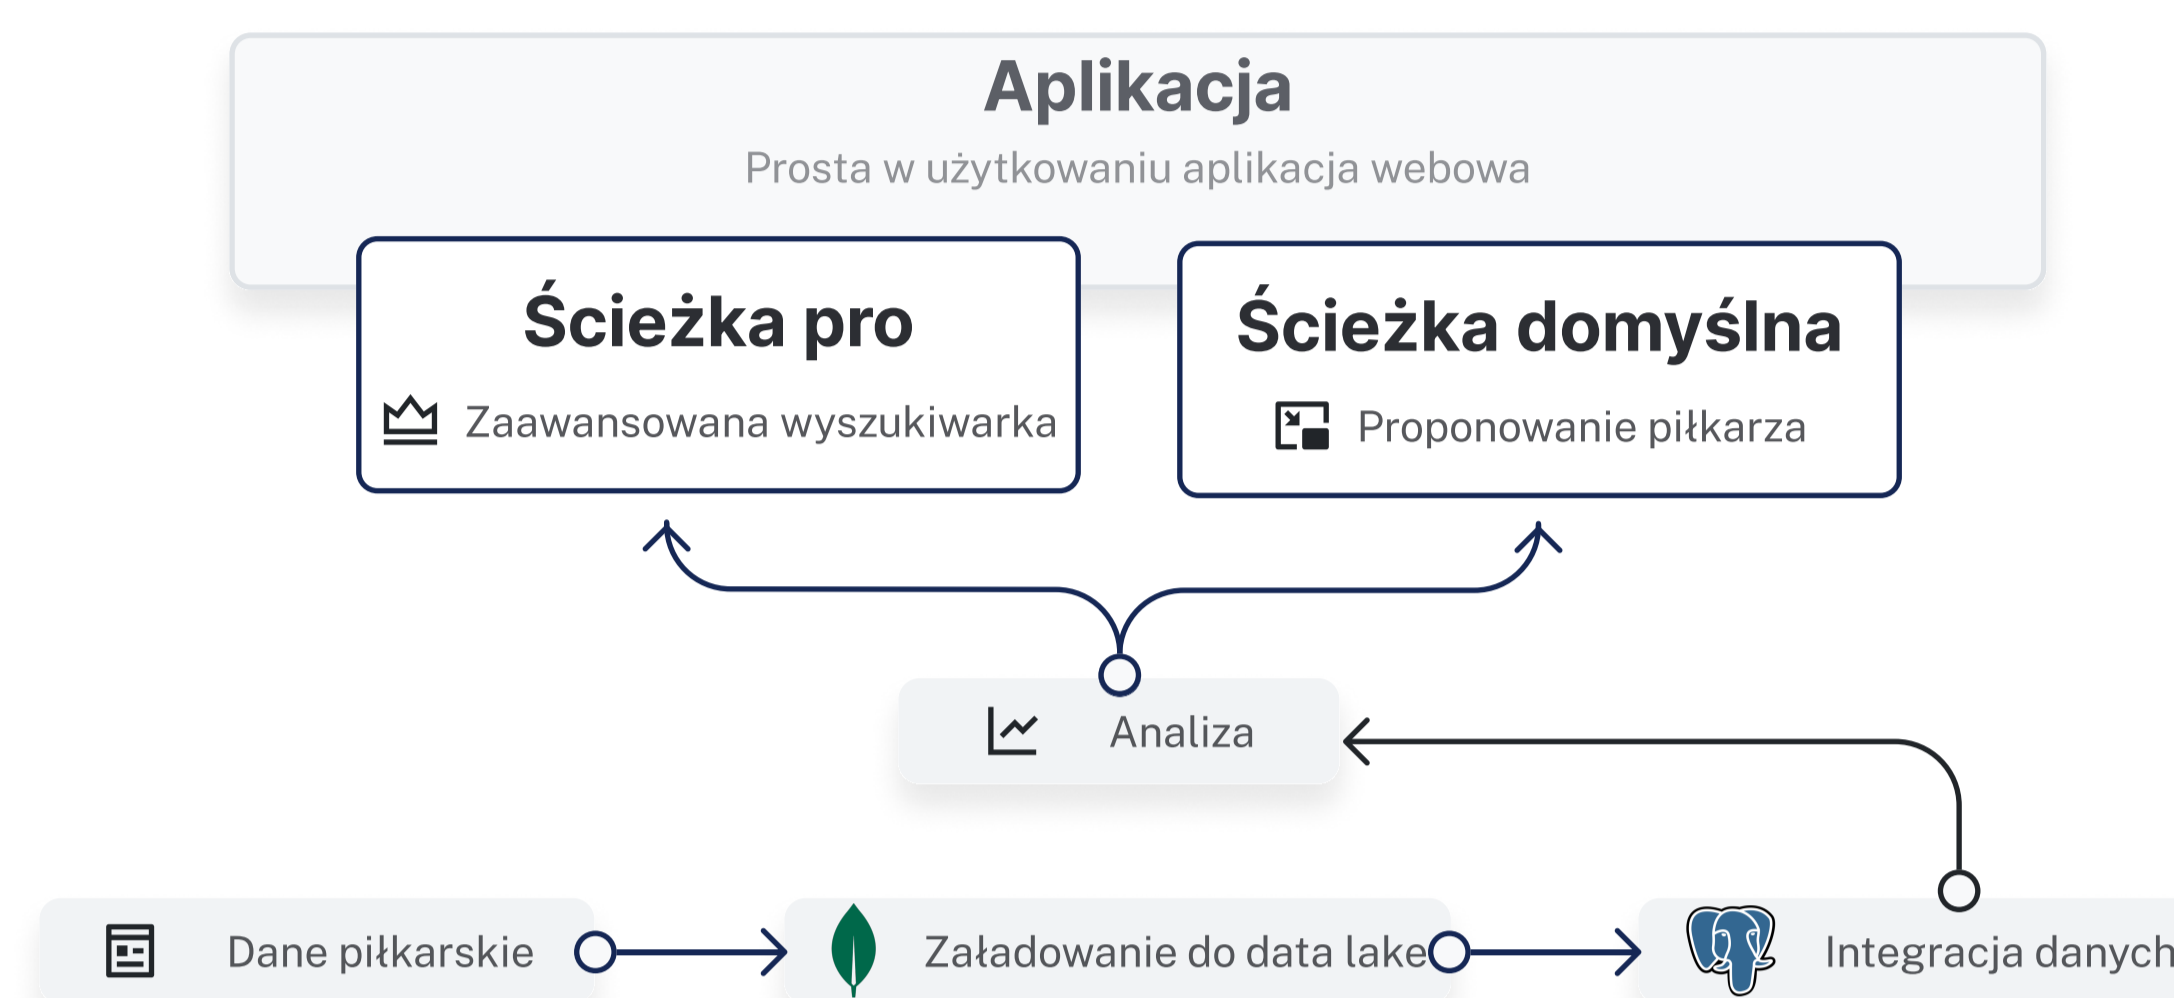 Aplikacja
Prosta w użytkowaniu aplikacja webowa
Ścieżka pro
Zaawansowana wyszukiwarka
Ścieżka domyślna
Proponowanie piłkarza
Analiza
Dane piłkarskie
Załadowanie do data lake
Integracja danych